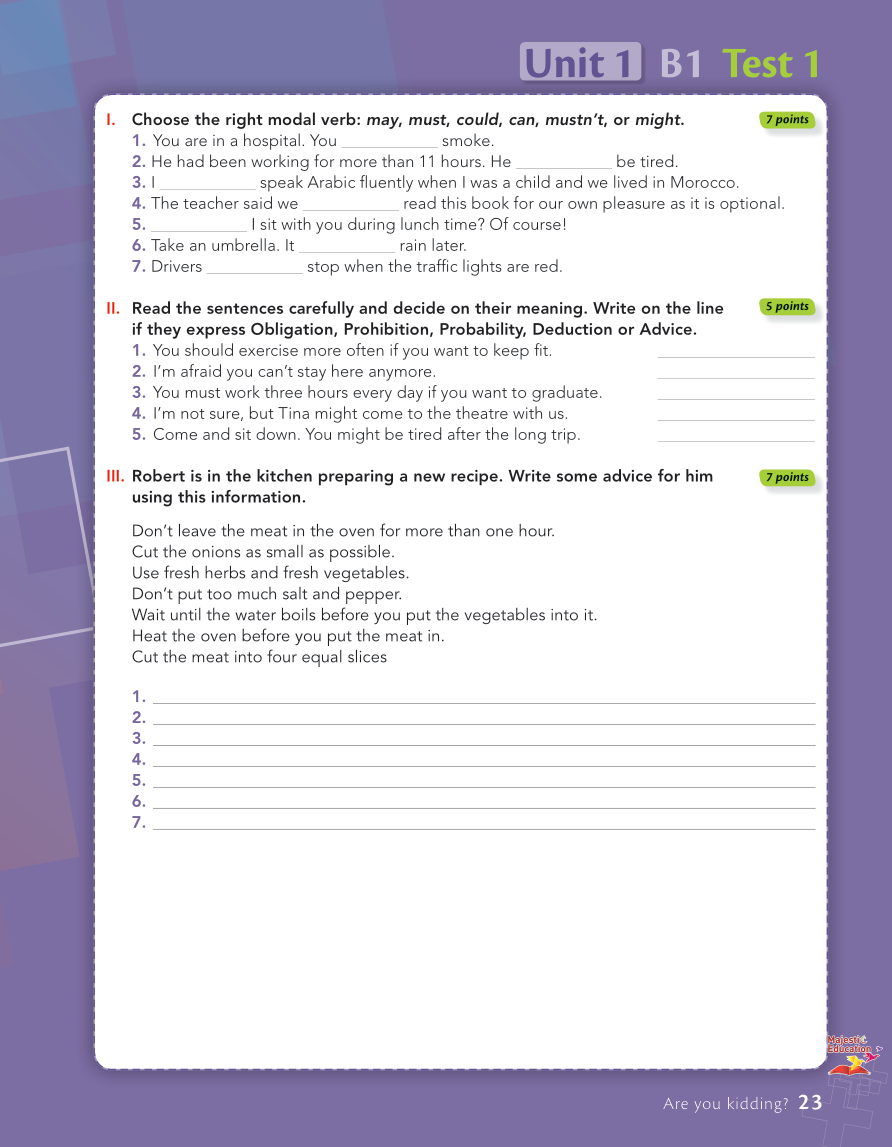 Unit 1 B1 Test 1
I. Choose the right modal verb: may, must, could, can, mustn’t, or might. 7 points
1. You are in a hospital. You ___________ smoke.
2. He had been working for more than 11 hours. He ___________ be tired.
3. I ___________ speak Arabic fluently when I was a child and we lived in Morocco.
4. The teacher said we ___________ read this book for our own pleasure as it is optional.
5. ___________ I sit with you during lunch time? Of course!
6. Take an umbrella. It ___________ rain later.
7. Drivers ___________ stop when the traffic lights are red.
II. Read the sentences carefully and decide on their meaning. Write on the line 5 points
if they express Obligation, Prohibition, Probability, Deduction or Advice.
1. You should exercise more often if you want to keep fit. __________________
2. I’m afraid you can’t stay here anymore. __________________
3. You must work three hours every day if you want to graduate. __________________
4. I’m not sure, but Tina might come to the theatre with us. __________________
5. Come and sit down. You might be tired after the long trip. __________________
III. Robert is in the kitchen preparing a new recipe. Write some advice for him 7 points
using this information.
Don’t leave the meat in the oven for more than one hour.
Cut the onions as small as possible.
Use fresh herbs and fresh vegetables.
Don’t put too much salt and pepper.
Wait until the water boils before you put the vegetables into it.
Heat the oven before you put the meat in.
Cut the meat into four equal slices
1.
2.
3.
4.
5.
6.
7.
Majestic
Education
Are you kidding? 23